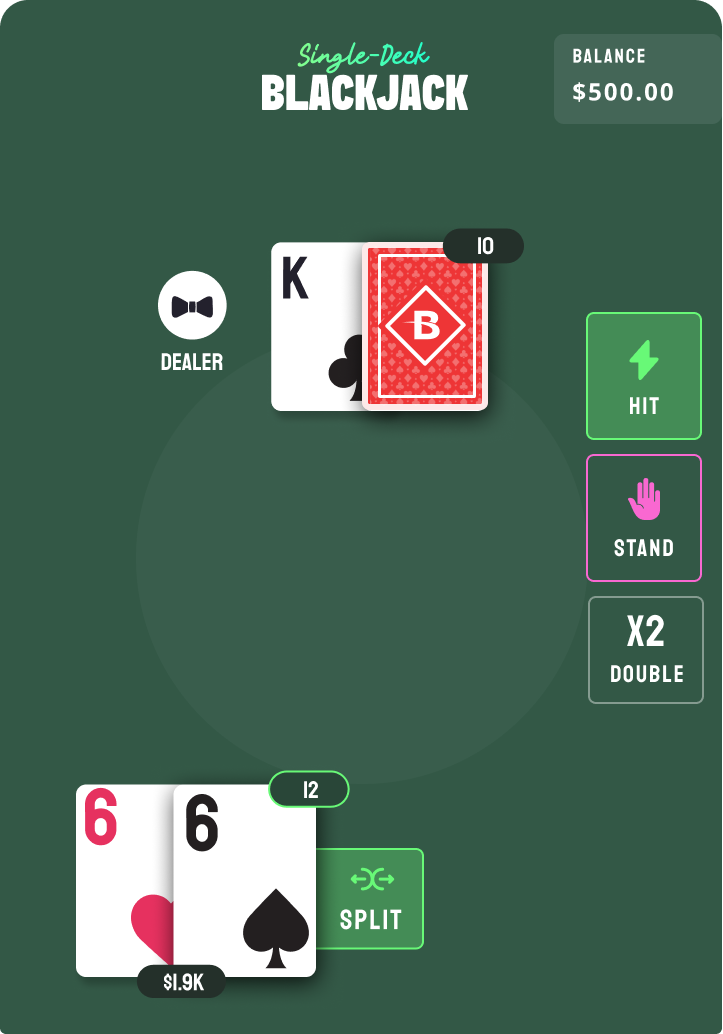 Single-Deck
BLACKJACK
BALANCE
$500.00
K
10
B
DEALER
HIT
STAND
X2
DOUBLE
6
6
12
SPLIT
$1.9K